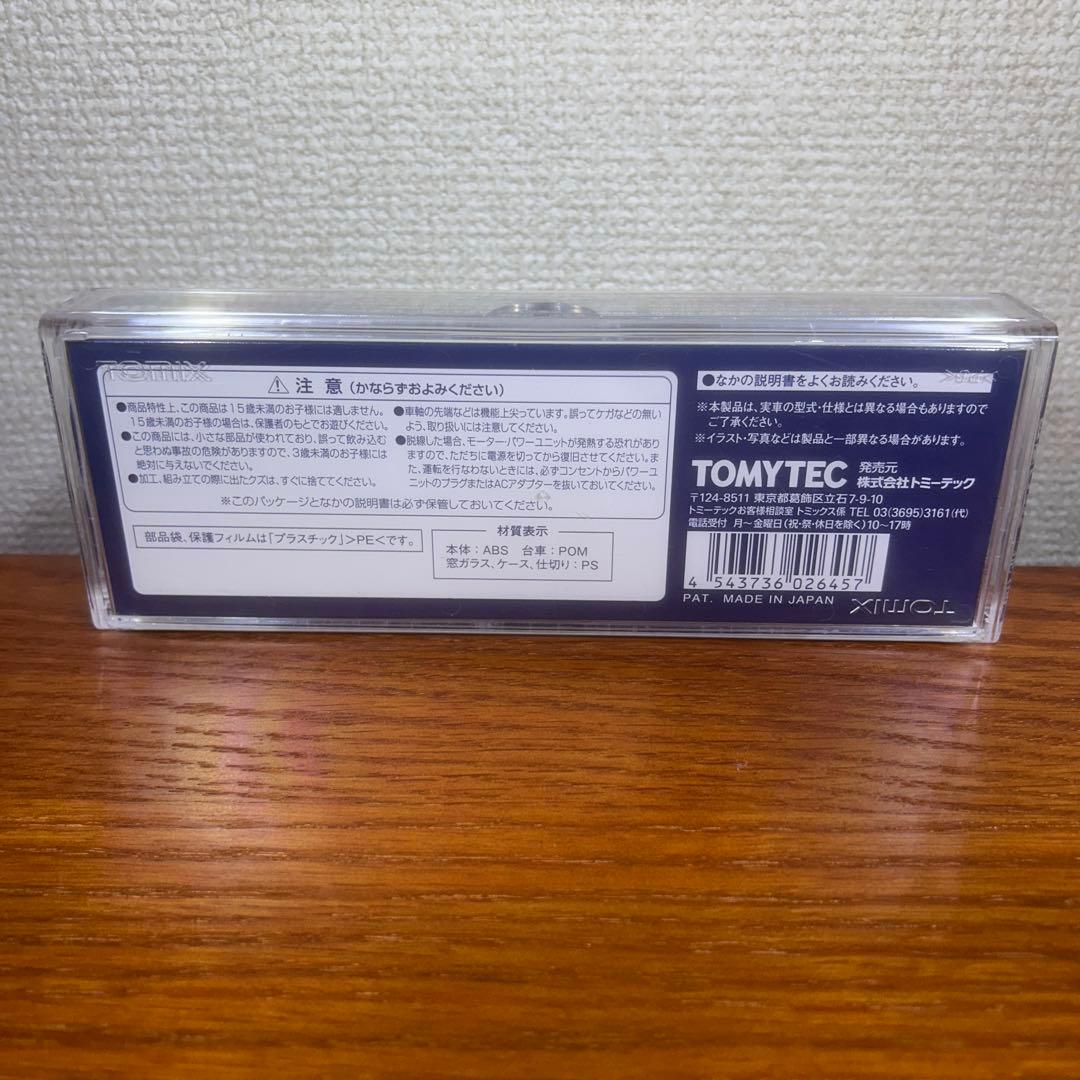 TOMIX
⚠ 注意 (かならずおよみください)
●商品特性上、この商品は15歳未満のお子様には適しません。
15歳未満のお子様の場合は、保護者のもとでお遊びください。
●この商品には、小さな部品が使われており、誤って飲み込む
と思わぬ事故の危険がありますので、3歳未満のお子様には
絶対に与えないでください。
●加工、組み立ての際に出たクズは、すぐに捨ててください。
●車軸の先端などは機能上尖っています。誤ってケガなどの無い
よう、取り扱いには注意してください。
●脱線した場合、モーター・パワーユニットが発熱する恐れがあり
ますので、ただちに電源を切ってから復旧させてください。ま
た、運転を行なわないときには、必ずコンセントからパワーユニ
ットのプラグまたはACアダプターを抜いておいてください。
※このパッケージとなかの説明書は必ず保管しておいてください。
部品袋、保護フィルムは「プラスチック」>PE<です。
材質表示
本体：ABS 台車：POM
窓ガラス、ケース、仕切り：PS
●なかの説明書をよくお読みください。
※本製品は、実車の型式・仕様とは異なる場合もありますので
ご了承ください。
※イラスト・写真などは製品と一部異なる場合があります。
TOMYTEC 発売元
株式会社トミーテック
〒124-8511 東京都葛飾区立石7-9-10
トミーテックお客様相談室 トミックス係 TEL 03(3695)3161(代)
電話受付 月～金曜日(祝・祭・休日を除く)10～17時
4 543736 026457
PAT. MADE IN JAPAN
TOMIX